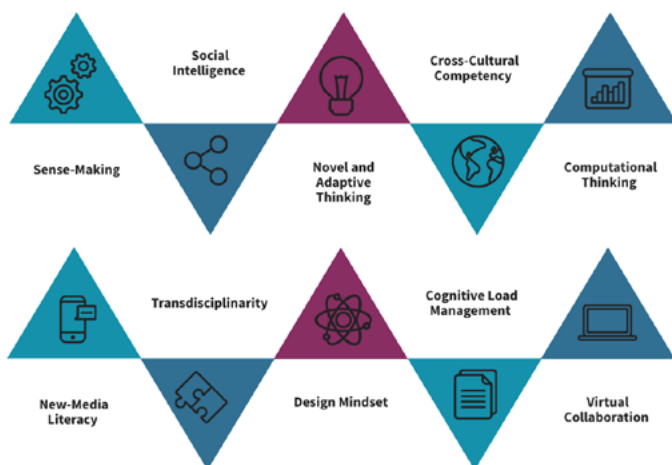 Social
Intelligence
Cross-Cultural
Competency
Sense-Making
Novel and
Adaptive
Thinking
Computational
Thinking
Transdisciplinarity
Cognitive Load
Management
New-Media
Literacy
Design Mindset
Virtual
Collaboration